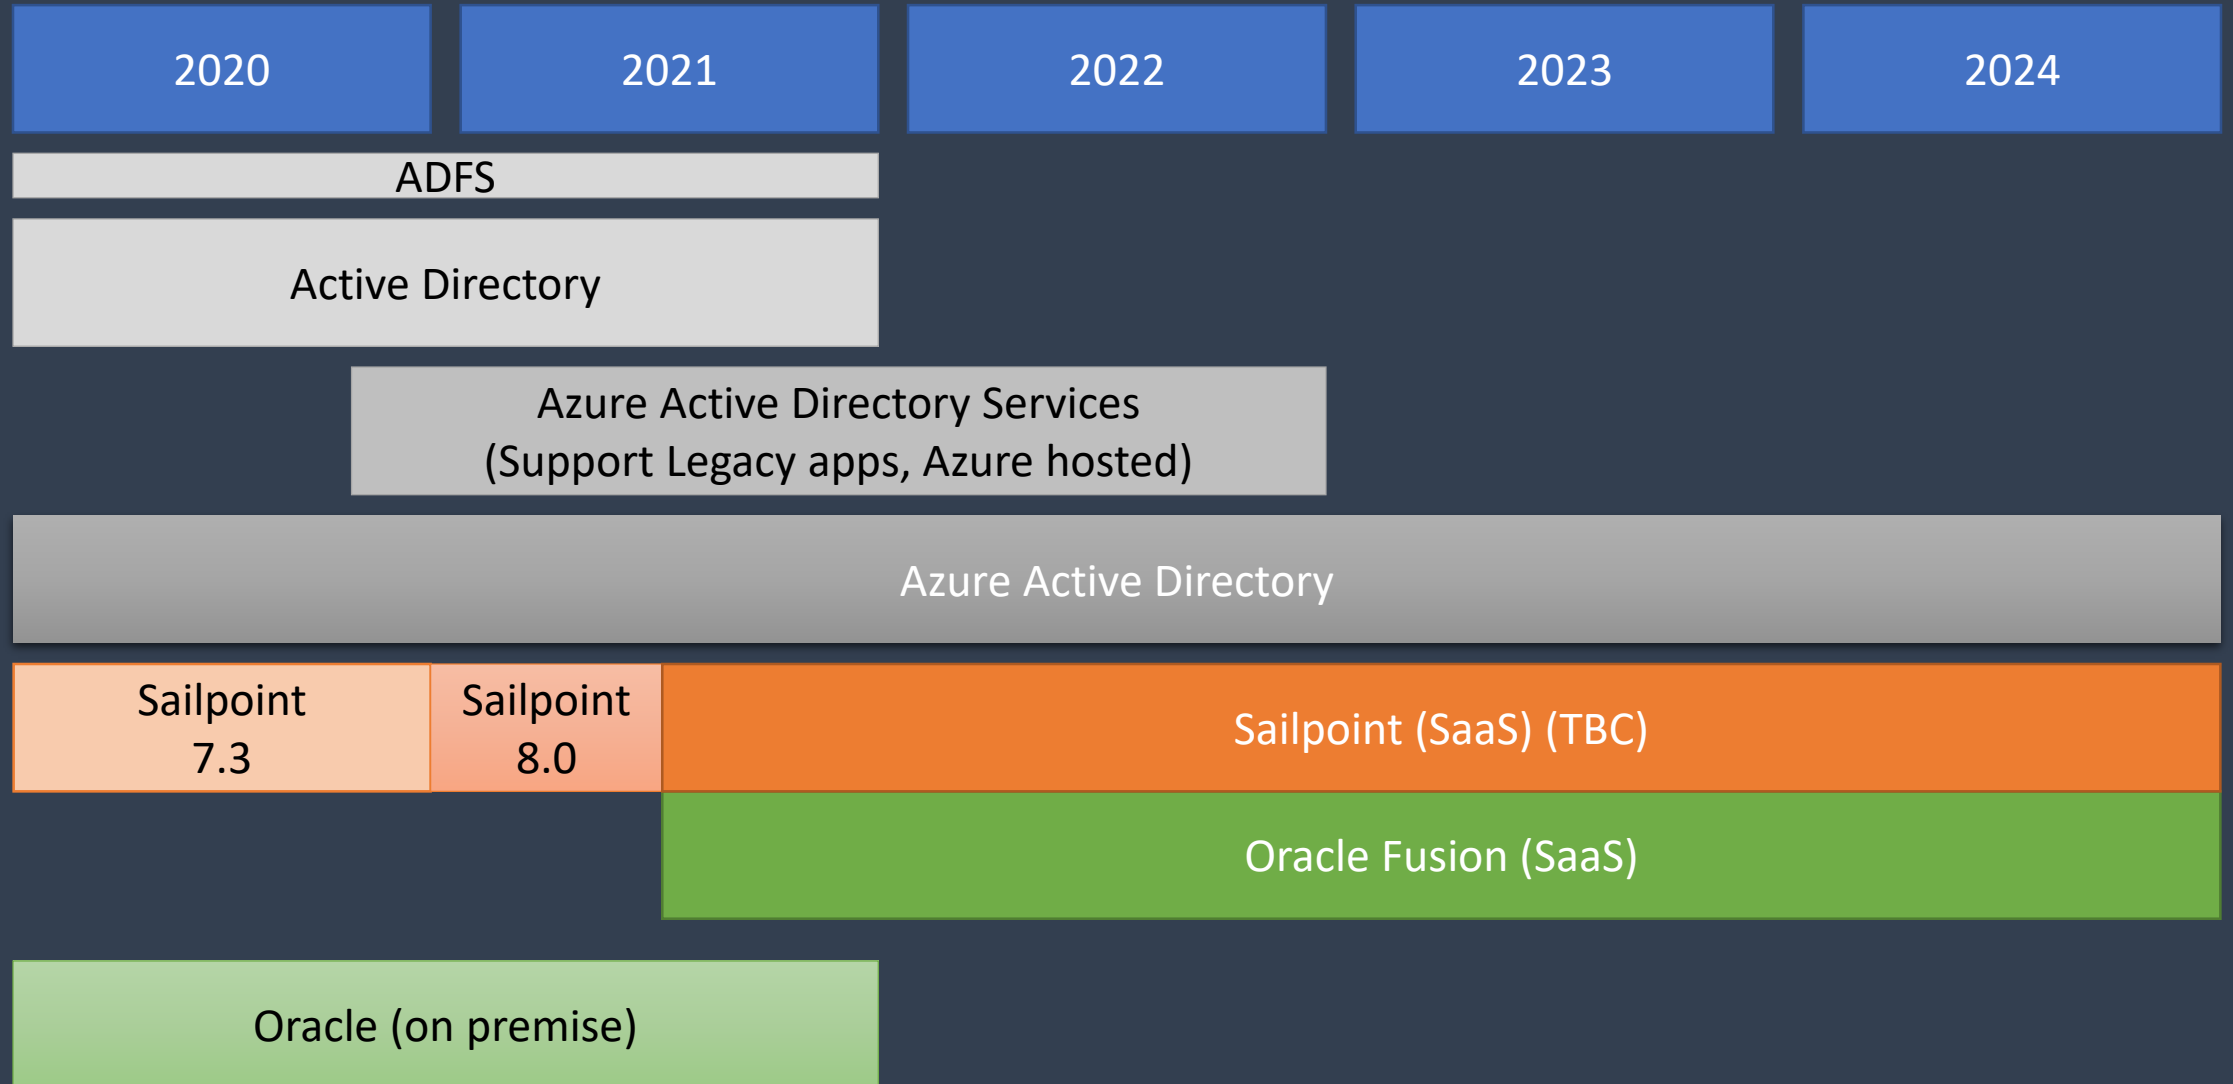 2020
2021
2022
2023
2024
ADFS
Active Directory
Azure Active Directory Services
(Support Legacy apps, Azure hosted)
Azure Active Directory
Sailpoint
7.3
Sailpoint
8.0
Sailpoint (SaaS) (TBC)
Oracle Fusion (SaaS)
Oracle (on premise)